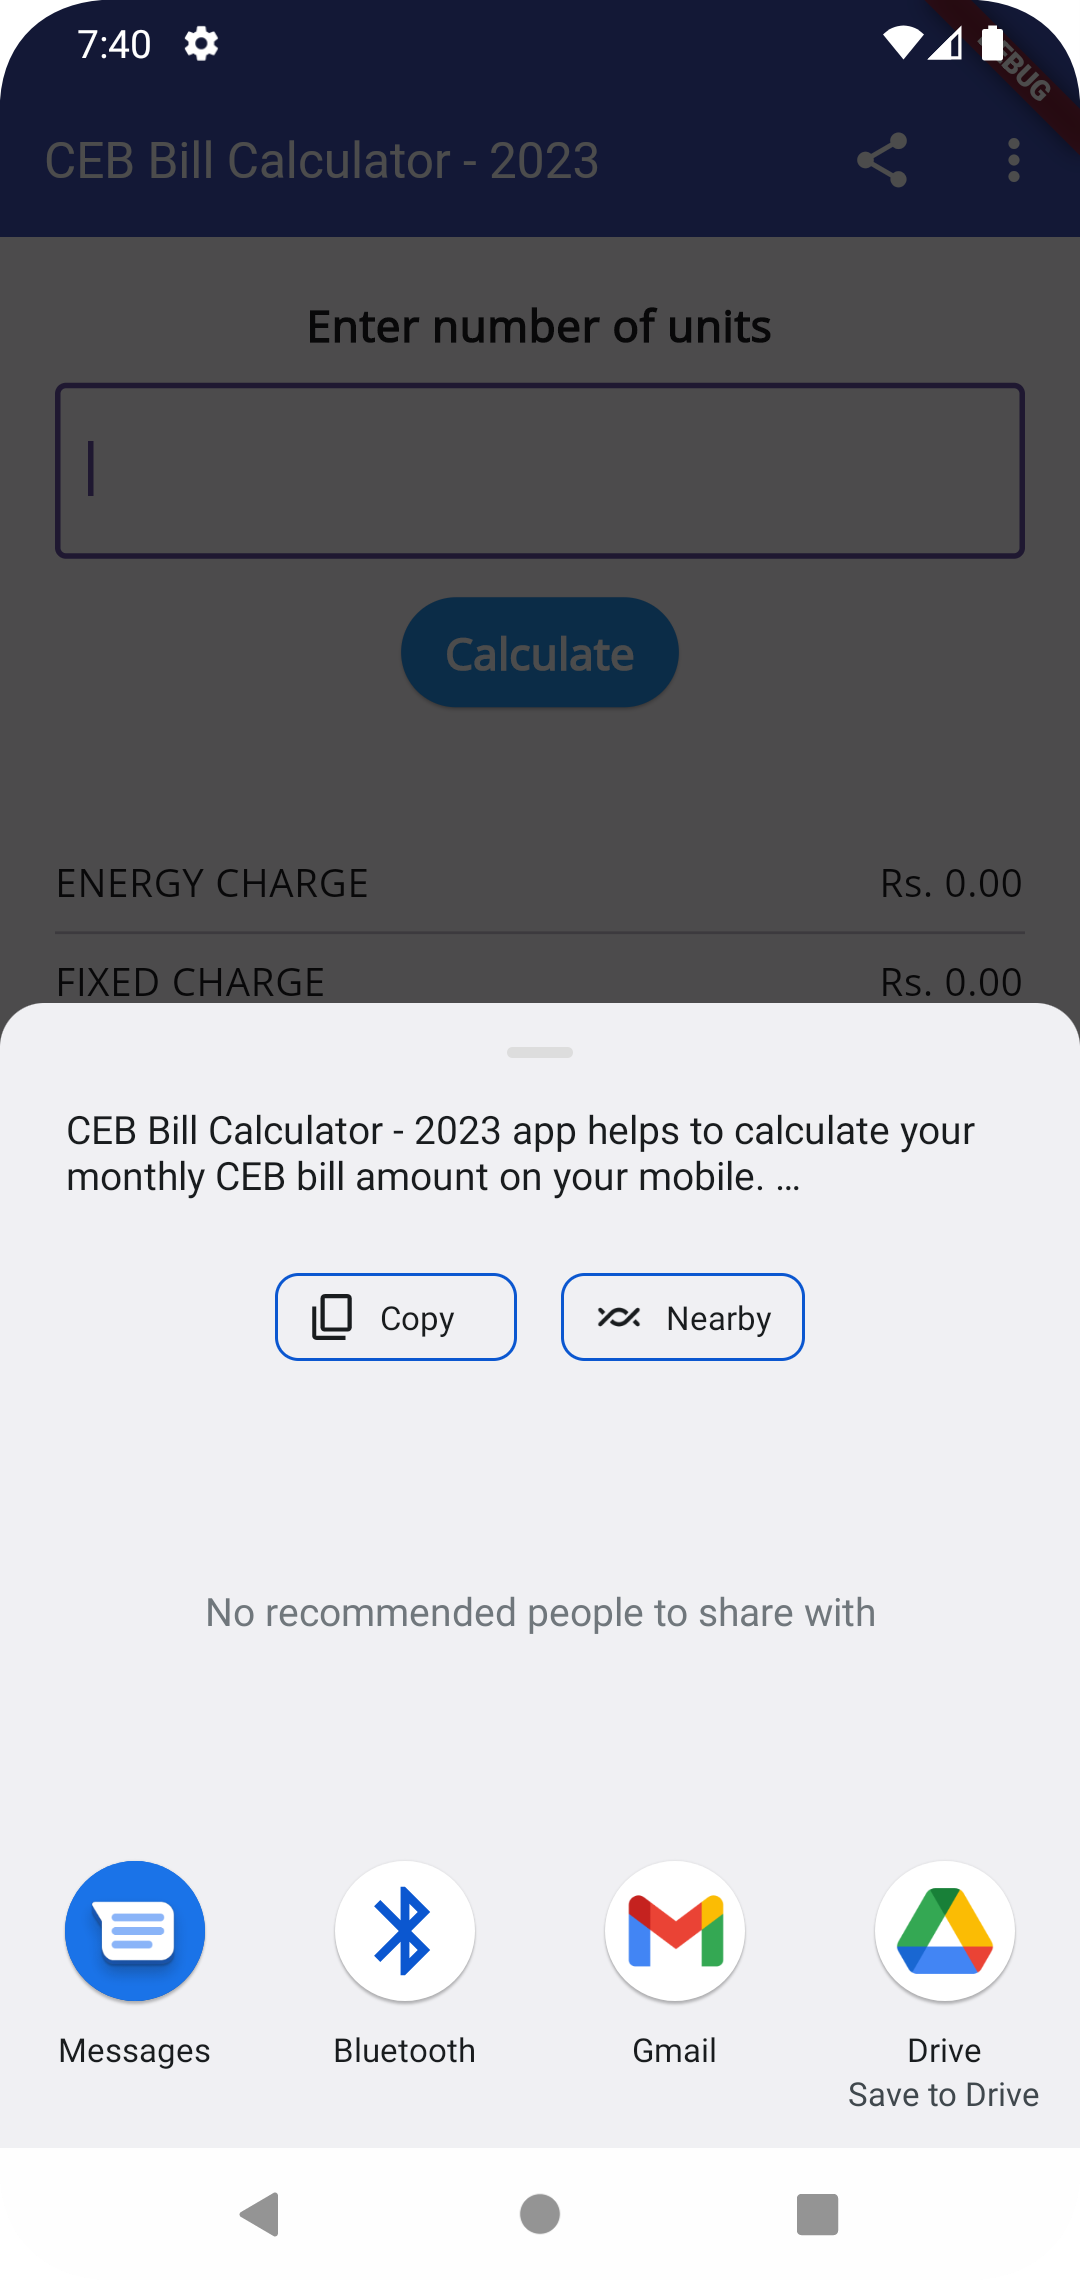 7:40
CEB Bill Calculator - 2023
Enter number of units
Calculate
ENERGY CHARGE Rs. 0.00
FIXED CHARGE Rs. 0.00
CEB Bill Calculator - 2023 app helps to calculate your
monthly CEB bill amount on your mobile. …
Copy Nearby
No recommended people to share with
Messages Bluetooth Gmail Drive
Save to Drive